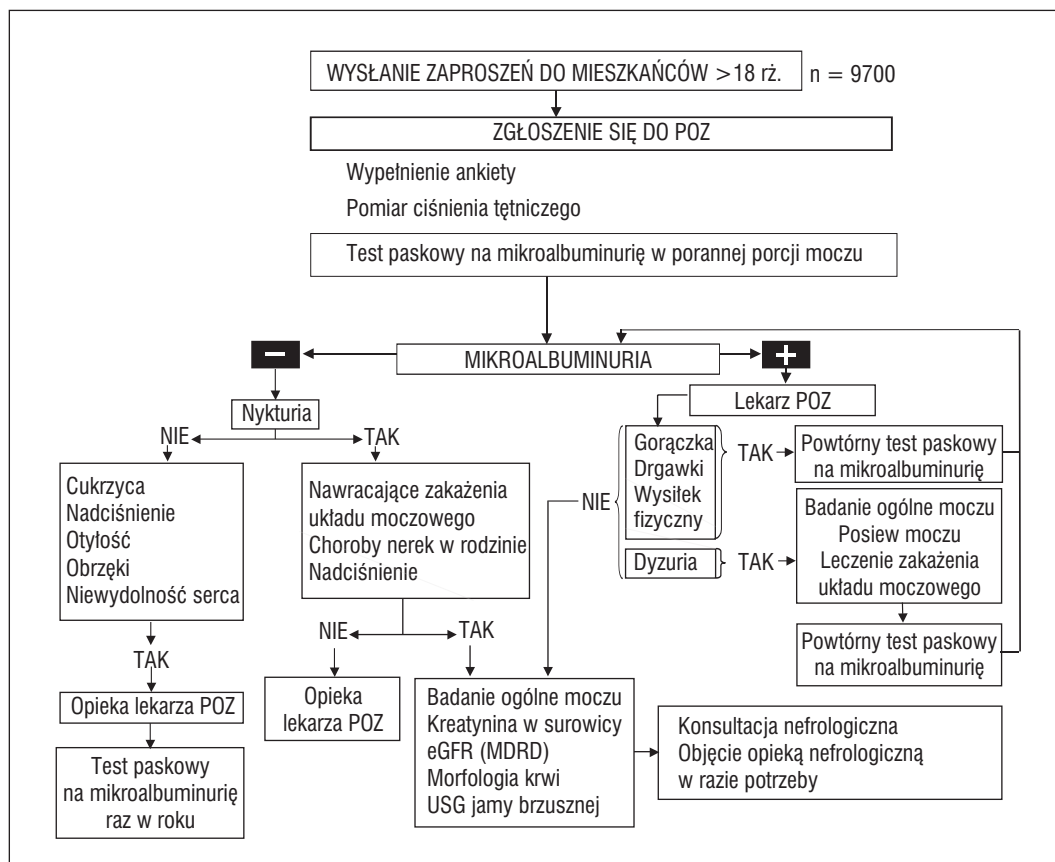 WYSŁANIE ZAPROSZEŃ DO MIESZKAŃCÓW >18 rż. n = 9700
ZGŁOSZENIE SIĘ DO POZ
Wypełnienie ankiety
Pomiar ciśnienia tętniczego
Test paskowy na mikroalbuminurię w porannej porcji moczu
–
MIKROALBUMINURIA
+
Nykturia
NIE
TAK
Cukrzyca
Nadciśnienie
Otyłość
Obrzęki
Niewydolność serca
TAK
Opieka lekarza POZ
Test paskowy
na mikroalbuminurię
raz w roku
Nawracające zakażenia
układu moczowego
Choroby nerek w rodzinie
Nadciśnienie
NIE
TAK
Opieka
lekarza POZ
Badanie ogólne moczu
Kreatynina w surowicy
eGFR (MDRD)
Morfologia krwi
USG jamy brzusznej
Lekarz POZ
NIE
Gorączka
Drgawki
Wysiłek
fizyczny
TAK
Powtórny test paskowy
na mikroalbuminurię
Dyzuria
TAK
Badanie ogólne moczu
Posiew moczu
Leczenie zakażenia
układu moczowego
Powtórny test paskowy
na mikroalbuminurię
Konsultacja nefrologiczna
Objęcie opieką nefrologiczną
w razie potrzeby